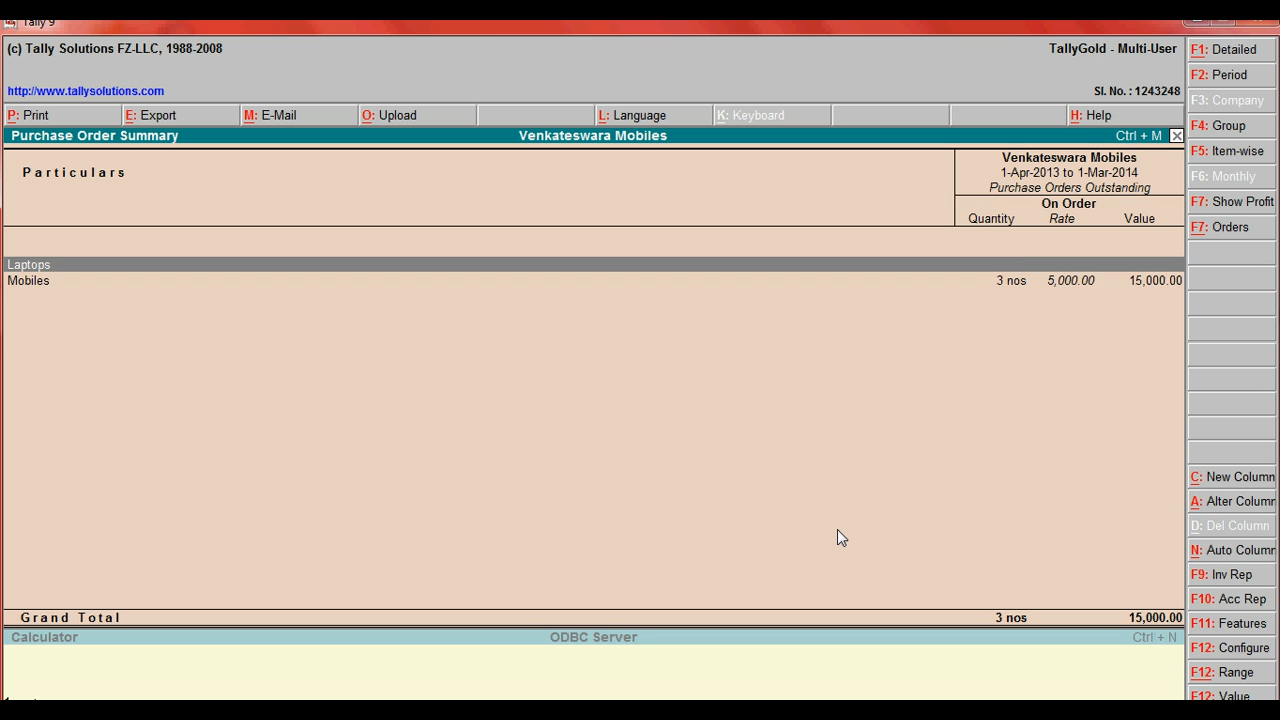 Tally 9
(c) Tally Solutions FZ-LLC, 1988-2008
TallyGold - Multi-User
http://www.tallysolutions.com
Sl. No. : 1243248
P: Print E: Export M: E-Mail O: Upload L: Language K: Keyboard H: Help
Purchase Order Summary Venkateswara Mobiles Ctrl + M
Particulars
Venkateswara Mobiles
1-Apr-2013 to 1-Mar-2014
Purchase Orders Outstanding
On Order
Quantity Rate Value
Laptops
Mobiles 3 nos 5,000.00 15,000.00
Grand Total 3 nos 15,000.00
Calculator ODBC Server Ctrl + N
F1: Detailed
F2: Period
F3: Company
F4: Group
F5: Item-wise
F6: Monthly
F7: Show Profit
F7: Orders
C: New Column
A: Alter Column
D: Del Column
N: Auto Column
F9: Inv Rep
F10: Acc Rep
F11: Features
F12: Configure
F12: Range
F12: Value